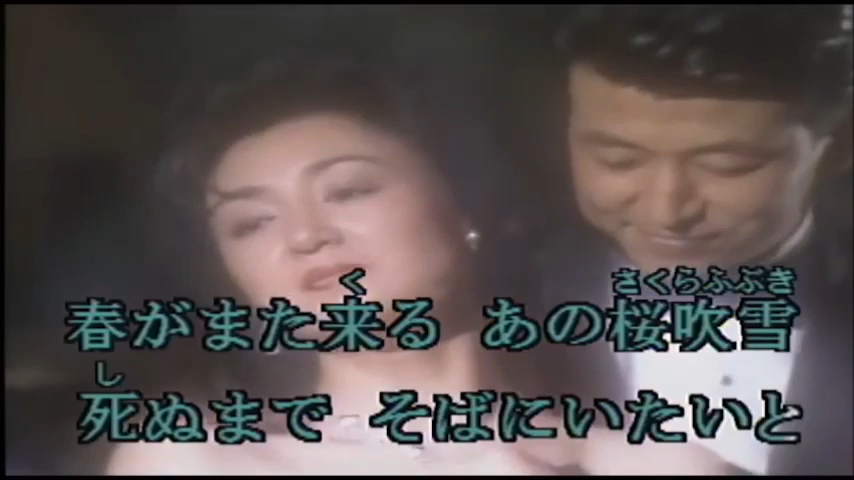 く さくらふぶき
春がまた来る あの桜吹雪
し
死ぬまで そばにいたいと